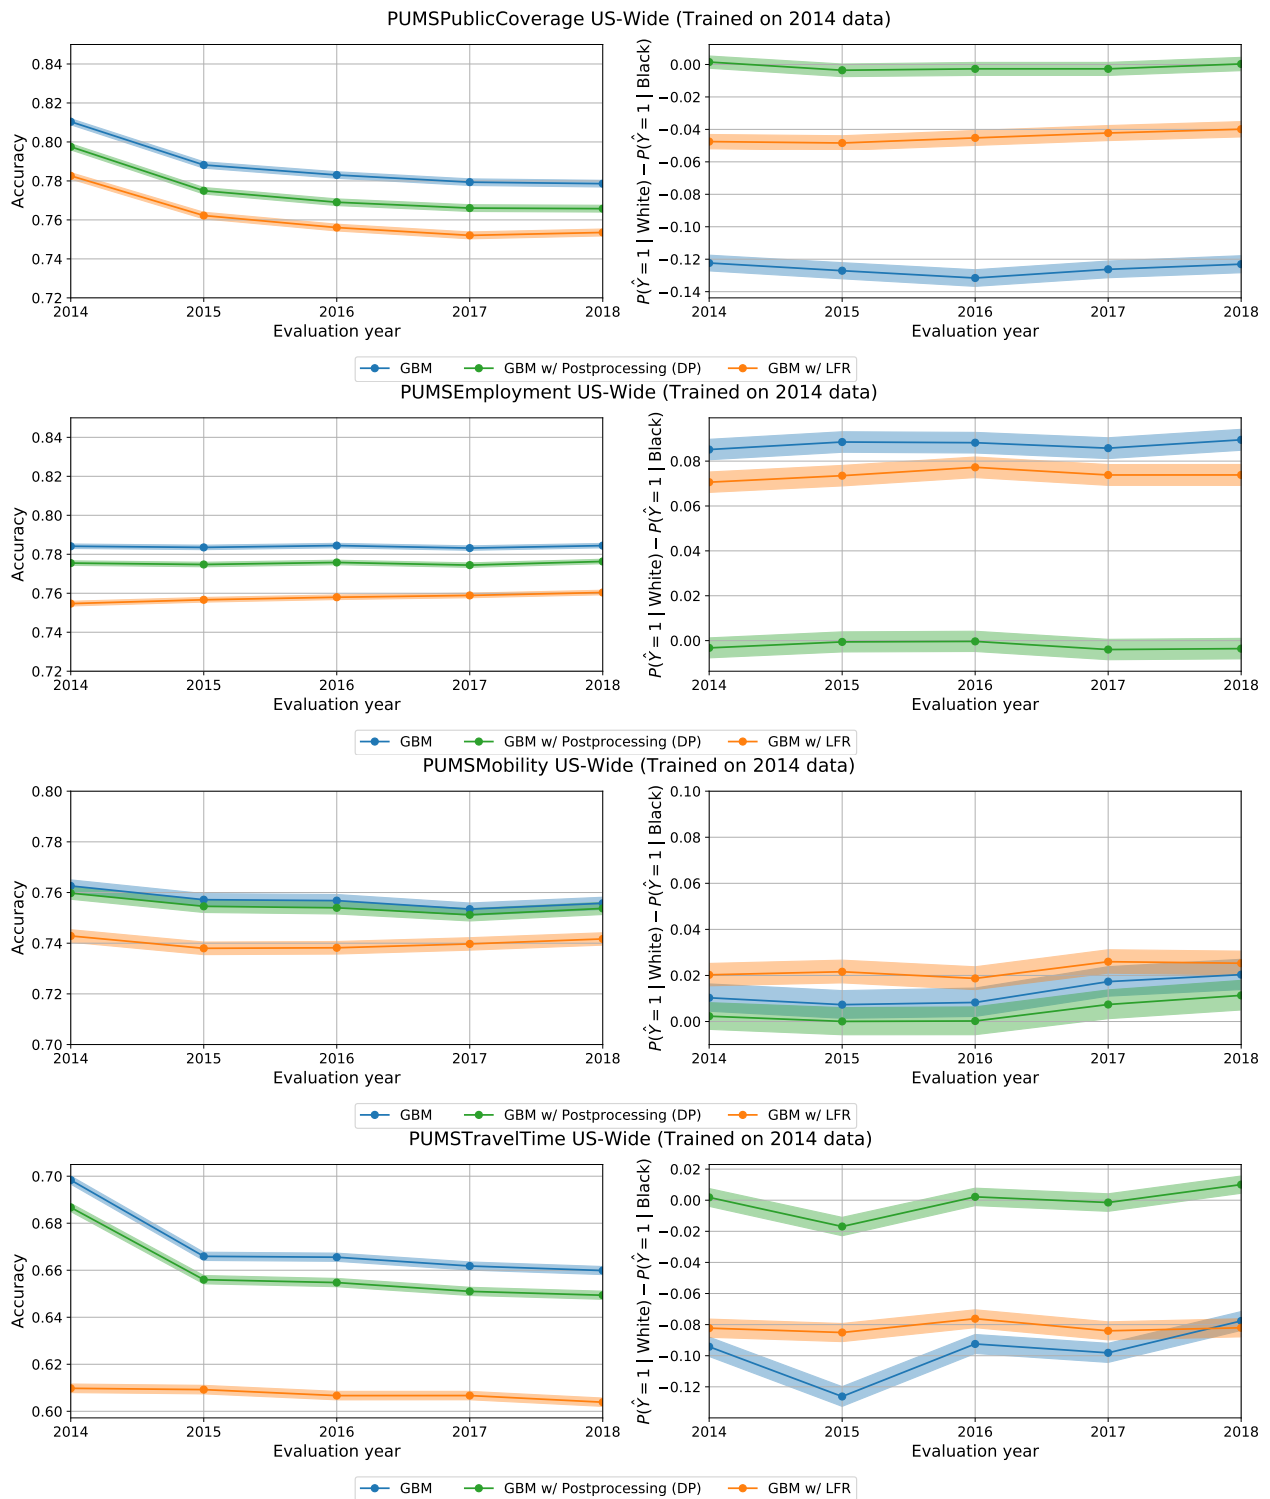 PUMSPublicCoverage US-Wide (Trained on 2014 data)
Accuracy
0.84
0.82
0.80
0.78
0.76
0.74
0.72
2014 2015 2016 2017 2018
Evaluation year
P(Ŷ = 1 | White) − P(Ŷ = 1 | Black)
0.00
−0.02
−0.04
−0.06
−0.08
−0.10
−0.12
−0.14
2014 2015 2016 2017 2018
Evaluation year
GBM GBM w/ Postprocessing (DP) GBM w/ LFR
PUMSEmployment US-Wide (Trained on 2014 data)
Accuracy
0.84
0.82
0.80
0.78
0.76
0.74
0.72
2014 2015 2016 2017 2018
Evaluation year
P(Ŷ = 1 | White) − P(Ŷ = 1 | Black)
0.08
0.06
0.04
0.02
0.00
2014 2015 2016 2017 2018
Evaluation year
GBM GBM w/ Postprocessing (DP) GBM w/ LFR
PUMSMobility US-Wide (Trained on 2014 data)
Accuracy
0.80
0.78
0.76
0.74
0.72
0.70
2014 2015 2016 2017 2018
Evaluation year
P(Ŷ = 1 | White) − P(Ŷ = 1 | Black)
0.10
0.08
0.06
0.04
0.02
0.00
2014 2015 2016 2017 2018
Evaluation year
GBM GBM w/ Postprocessing (DP) GBM w/ LFR
PUMSTravelTime US-Wide (Trained on 2014 data)
Accuracy
0.70
0.68
0.66
0.64
0.62
0.60
2014 2015 2016 2017 2018
Evaluation year
P(Ŷ = 1 | White) − P(Ŷ = 1 | Black)
0.02
0.00
−0.02
−0.04
−0.06
−0.08
−0.10
−0.12
2014 2015 2016 2017 2018
Evaluation year
GBM GBM w/ Postprocessing (DP) GBM w/ LFR